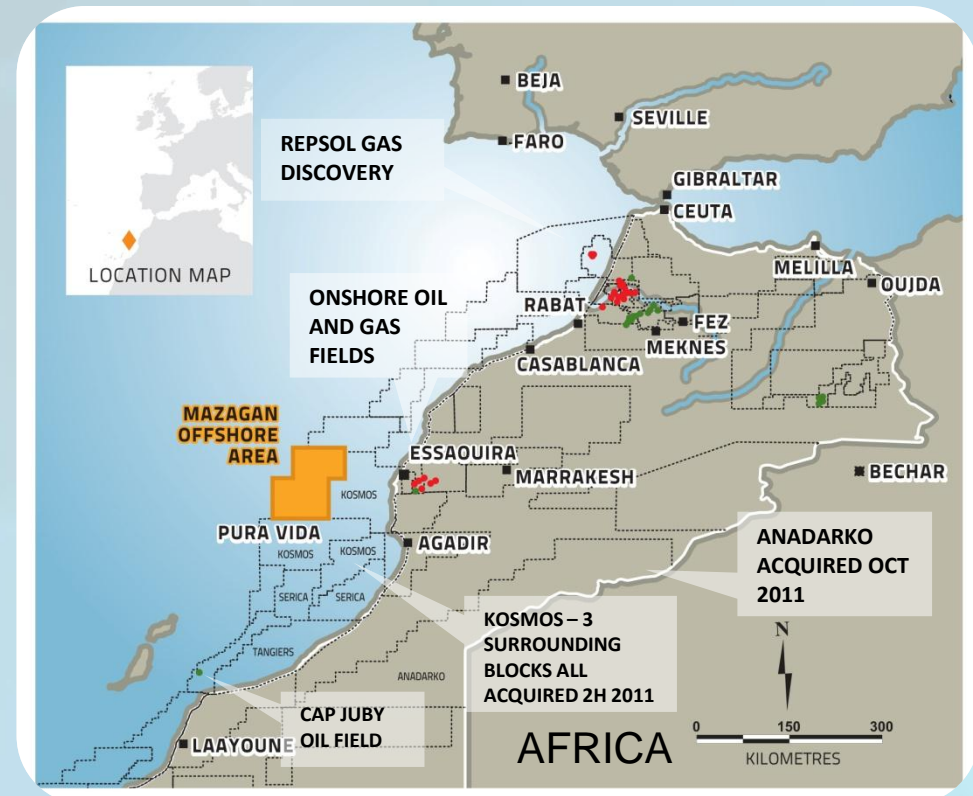 BEJA
SEVILLE
FARO
REPSOL GAS
DISCOVERY
GIBRALTAR
CEUTA
LOCATION MAP
MELILLA
OUJDA
ONSHORE OIL
AND GAS
FIELDS
RABAT
FEZ
MEKNES
CASABLANCA
MAZAGAN
OFFSHORE
AREA
ESSAOUIRA
MARRAKESH
BECHAR
KOSMOS
PURA VIDA
AGADIR
KOSMOS
KOSMOS
ANADARKO
ACQUIRED OCT
2011
SERICA
SERICA
KOSMOS – 3
SURROUNDING
BLOCKS ALL
ACQUIRED 2H 2011
TANGIERS
ANADARKO
N
CAP JUBY
OIL FIELD
LAAYOUNE
AFRICA
0 150 300
KILOMETRES